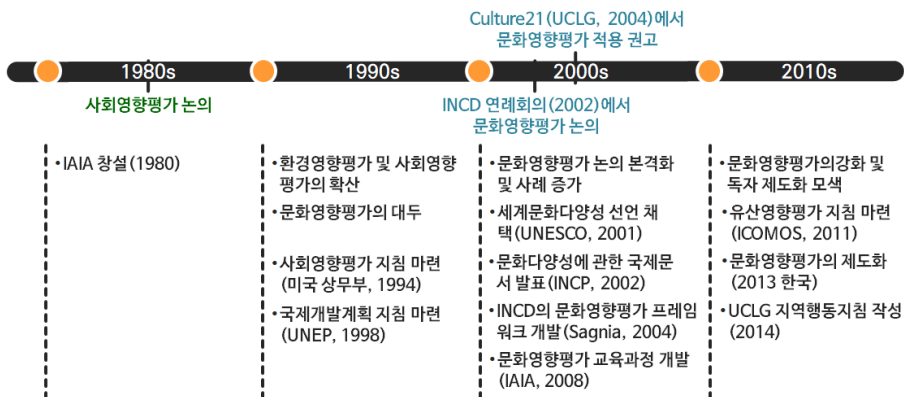 Culture21(UCLG, 2004)에서
문화영향평가 적용 권고
1980s
1990s
2000s
2010s
사회영향평가 논의
INCD 연례회의(2002)에서
문화영향평가 논의
•IAIA 창설(1980)
•환경영향평가 및 사회영향
평가의 확산
•문화영향평가의 대두
•사회영향평가 지침 마련
(미국 상무부, 1994)
•국제개발계획 지침 마련
(UNEP, 1998)
•문화영향평가 논의 본격화
및 사례 증가
•세계문화다양성 선언 채
택(UNESCO, 2001)
•문화다양성에 관한 국제문
서 발표(INCP, 2002)
•INCD의 문화영향평가 프레임
워크 개발(Sagnia, 2004)
•문화영향평가 교육과정 개발
(IAIA, 2008)
•문화영향평가의강화 및
독자 제도화 모색
•유산영향평가 지침 마련
(ICOMOS, 2011)
•문화영향평가의 제도화
(2013 한국)
•UCLG 지역행동지침 작성
(2014)